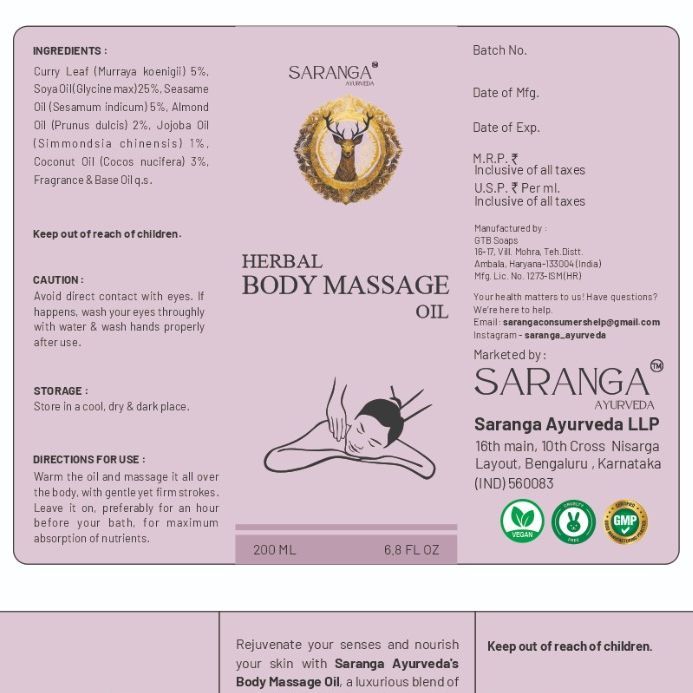 INGREDIENTS :
Curry Leaf (Murraya koenigii) 5%,
Soya Oil (Glycine max) 25%, Seasame
Oil (Sesamum indicum) 5%, Almond
Oil (Prunus dulcis) 2%, Jojoba Oil
(Simmondsia chinensis) 1%,
Coconut Oil (Cocos nucifera) 3%,
Fragrance & Base Oil q.s.
Keep out of reach of children.
CAUTION :
Avoid direct contact with eyes. If
happens, wash your eyes throughly
with water & wash hands properly
after use.
STORAGE :
Store in a cool, dry & dark place.
DIRECTIONS FOR USE :
Warm the oil and massage it all over
the body, with gentle yet firm strokes.
Leave it on, preferably for an hour
before your bath, for maximum
absorption of nutrients.
SARANGA™
AYURVEDA
HERBAL
BODY MASSAGE
OIL
200 ML 6.8 FL OZ
Batch No.
Date of Mfg.
Date of Exp.
M.R.P. ₹
Inclusive of all taxes
U.S.P. ₹ Per ml.
Inclusive of all taxes
Manufactured by :
GTB Soaps
16-17, Vill. Mohra, Teh. Distt.
Ambala, Haryana-133004 (India)
Mfg. Lic. No. 1273-ISM (HR)
Your health matters to us! Have questions?
We're here to help.
Email : sarangaconsumershelp@gmail.com
Instagram - saranga_ayurveda
Marketed by :
SARANGA™
AYURVEDA
Saranga Ayurveda LLP
16th main, 10th Cross Nisarga
Layout, Bengaluru , Karnataka
(IND) 560083
VEGAN
CRUELTY
FREE
CERTIFIED
GMP
Rejuvenate your senses and nourish
your skin with Saranga Ayurveda's
Body Massage Oil, a luxurious blend of
Keep out of reach of children.